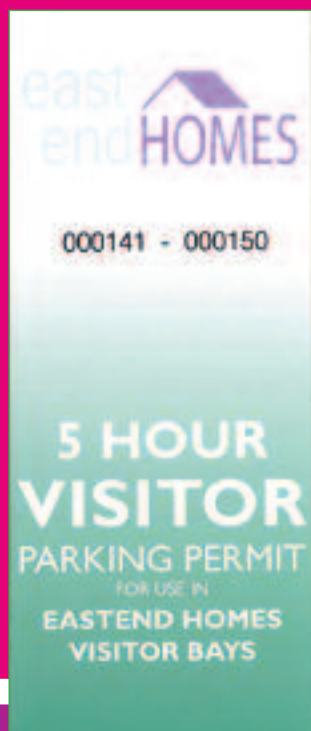 east
end HOMES
000141 - 000150
5 HOUR
VISITOR
PARKING PERMIT
FOR USE IN
EASTEND HOMES
VISITOR BAYS